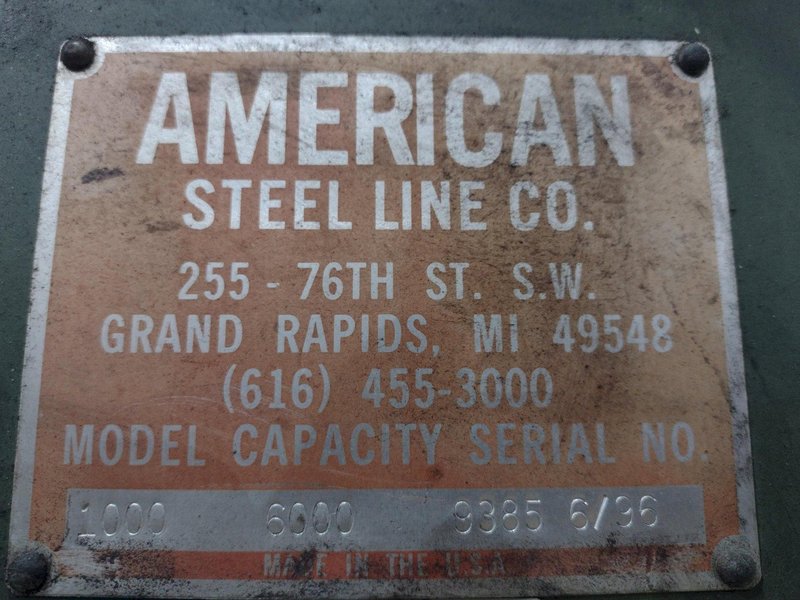 AMERICAN
STEEL LINE CO.
255 - 76TH ST. S.W.
GRAND RAPIDS, MI 49548
(616) 455-3000
MODEL CAPACITY SERIAL NO.
1000 6000 9385 6/96
MADE IN THE U.S.A